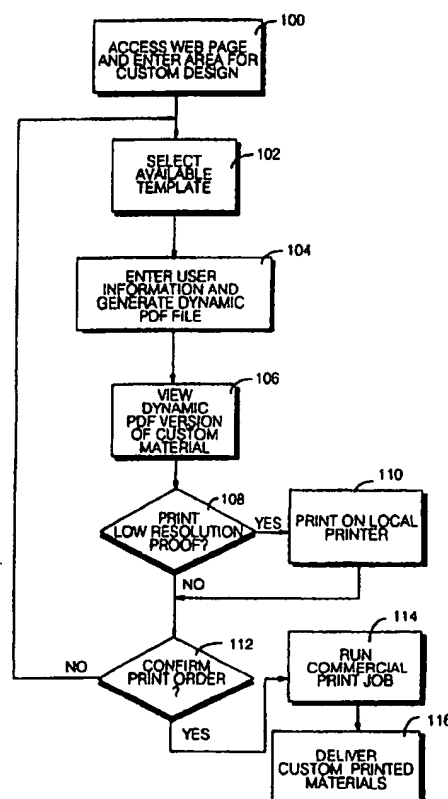 100
ACCESS WEB PAGE
AND ENTER AREA FOR
CUSTOM DESIGN
102
SELECT
AVAILABLE
TEMPLATE
104
ENTER USER
INFORMATION AND
GENERATE DYNAMIC
PDF FILE
106
VIEW
DYNAMIC
PDF VERSION
OF CUSTOM
MATERIAL
108
PRINT
LOW RESOLUTION
PROOF?
YES
110
PRINT ON LOCAL
PRINTER
NO
112
CONFIRM
PRINT ORDER
?
NO
YES
114
RUN
COMMERCIAL
PRINT JOB
116
DELIVER
CUSTOM PRINTED
MATERIALS